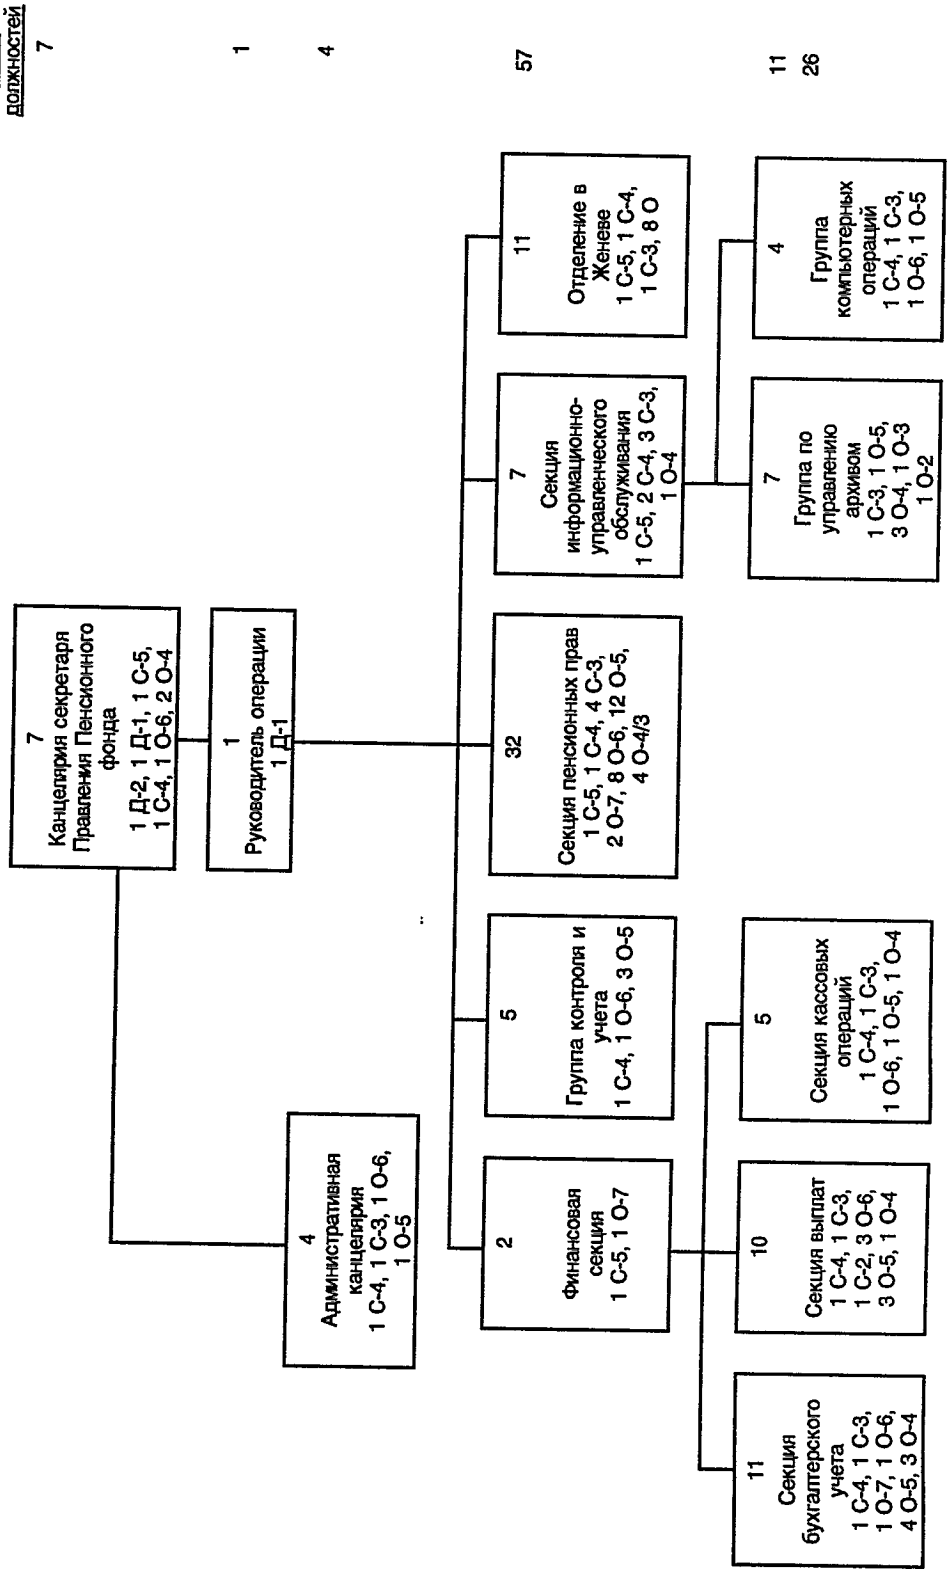 должностей
7
1
4
57
11
26
7
Канцелярия секретаря
Правления Пенсионного
фонда
1 Д-2, 1 Д-1, 1 С-5,
1 С-4, 1 О-6, 2 О-4
1
Руководитель операции
1 Д-1
4
Административная
канцелярия
1 С-4, 1 С-3, 1 О-6,
1 О-5
2
Финансовая
секция
1 С-5, 1 О-7
5
Группа контроля и
учета
1 С-4, 1 О-6, 3 О-5
32
Секция пенсионных прав
1 С-5, 1 С-4, 4 С-3,
2 О-7, 8 О-6, 12 О-5,
4 О-4/3
7
Секция
информационно-
управленческого
обслуживания
1 С-5, 2 С-4, 3 С-3,
1 О-4
11
Отделение в
Женеве
1 С-5, 1 С-4,
1 С-3, 8 О
11
Секция
бухгалтерского
учета
1 С-4, 1 С-3,
1 О-7, 1 О-6,
4 О-5, 3 О-4
10
Секция выплат
1 С-4, 1 С-3,
1 С-2, 3 О-6,
3 О-5, 1 О-4
5
Секция кассовых
операций
1 С-4, 1 С-3,
1 О-6, 1 О-5, 1 О-4
7
Группа по
управлению
архивом
1 С-3, 1 О-5,
3 О-4, 1 О-3
1 О-2
4
Группа
компьютерных
операций
1 С-4, 1 С-3,
1 О-6, 1 О-5